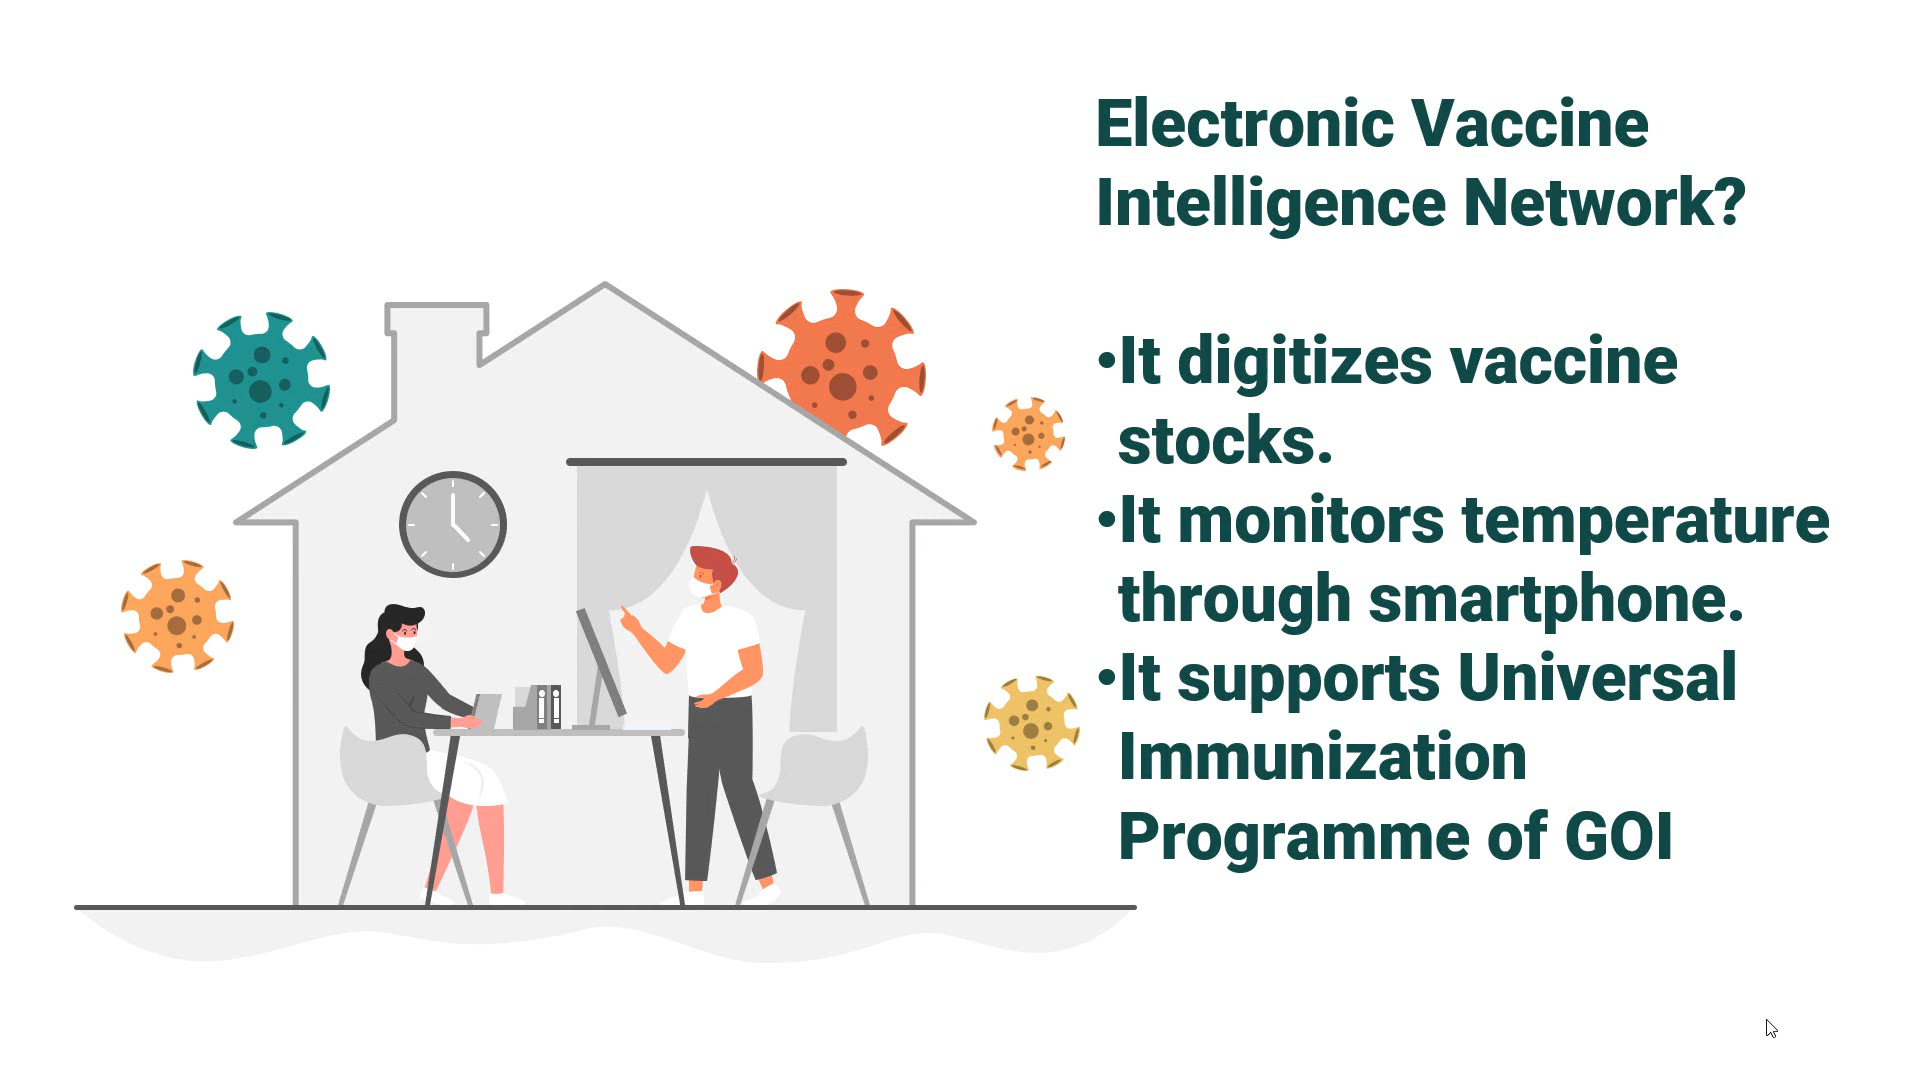 Electronic Vaccine
Intelligence Network?
•It digitizes vaccine
stocks.
•It monitors temperature
through smartphone.
•It supports Universal
Immunization
Programme of GOI